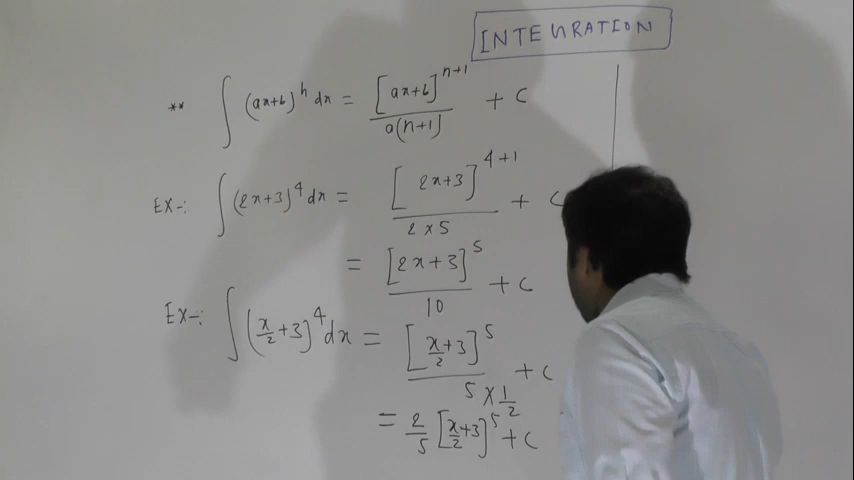 INTEGRATION
** ∫(ax+b)^n dx = [ax+b]^(n+1) / a(n+1) + C
EX-: ∫(2x+3)^4 dx = [2x+3]^(4+1) / 2×5 + C
= [2x+3]^5 / 10 + C
EX-: ∫(x/2+3)^4 dx = [x/2+3]^5 / 5×1/2 + C
= 2/5 [x/2+3]^5 + C